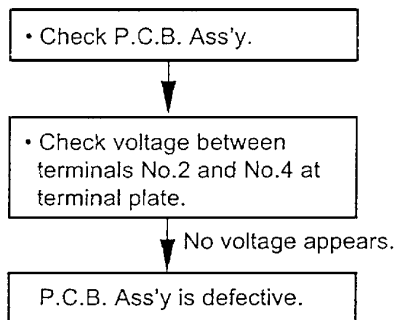 • Check P.C.B. Ass'y.
• Check voltage between
terminals No.2 and No.4 at
terminal plate.
No voltage appears.
P.C.B. Ass'y is defective.